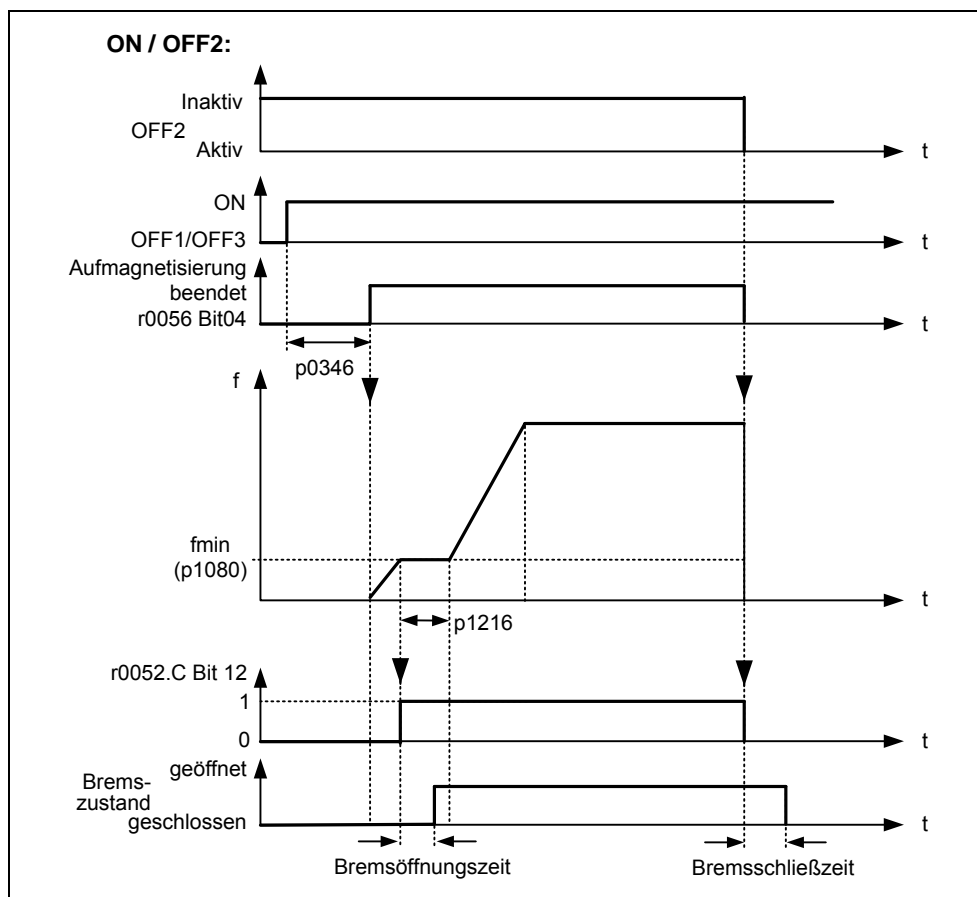 ON / OFF2:
Inaktiv
OFF2
Aktiv
t
ON
OFF1/OFF3
t
Aufmagnetisierung
beendet
r0056 Bit04
t
p0346
f
fmin
(p1080)
t
p1216
r0052.C Bit 12
1
0
t
geöffnet
Brems-
zustand
geschlossen
t
Bremsöffnungszeit
Bremsschließzeit